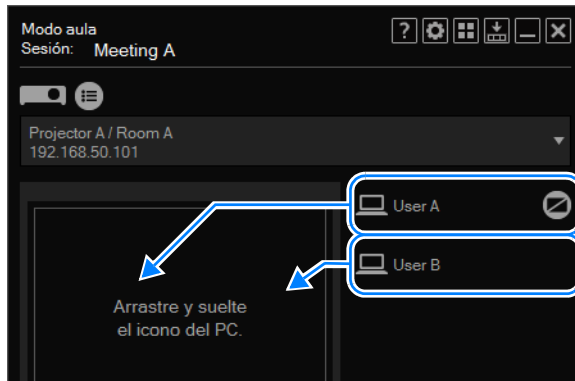 Modo aula
Sesión: Meeting A
?
Projector A / Room A
192.168.50.101
User A
User B
Arrastre y suelte
el icono del PC.